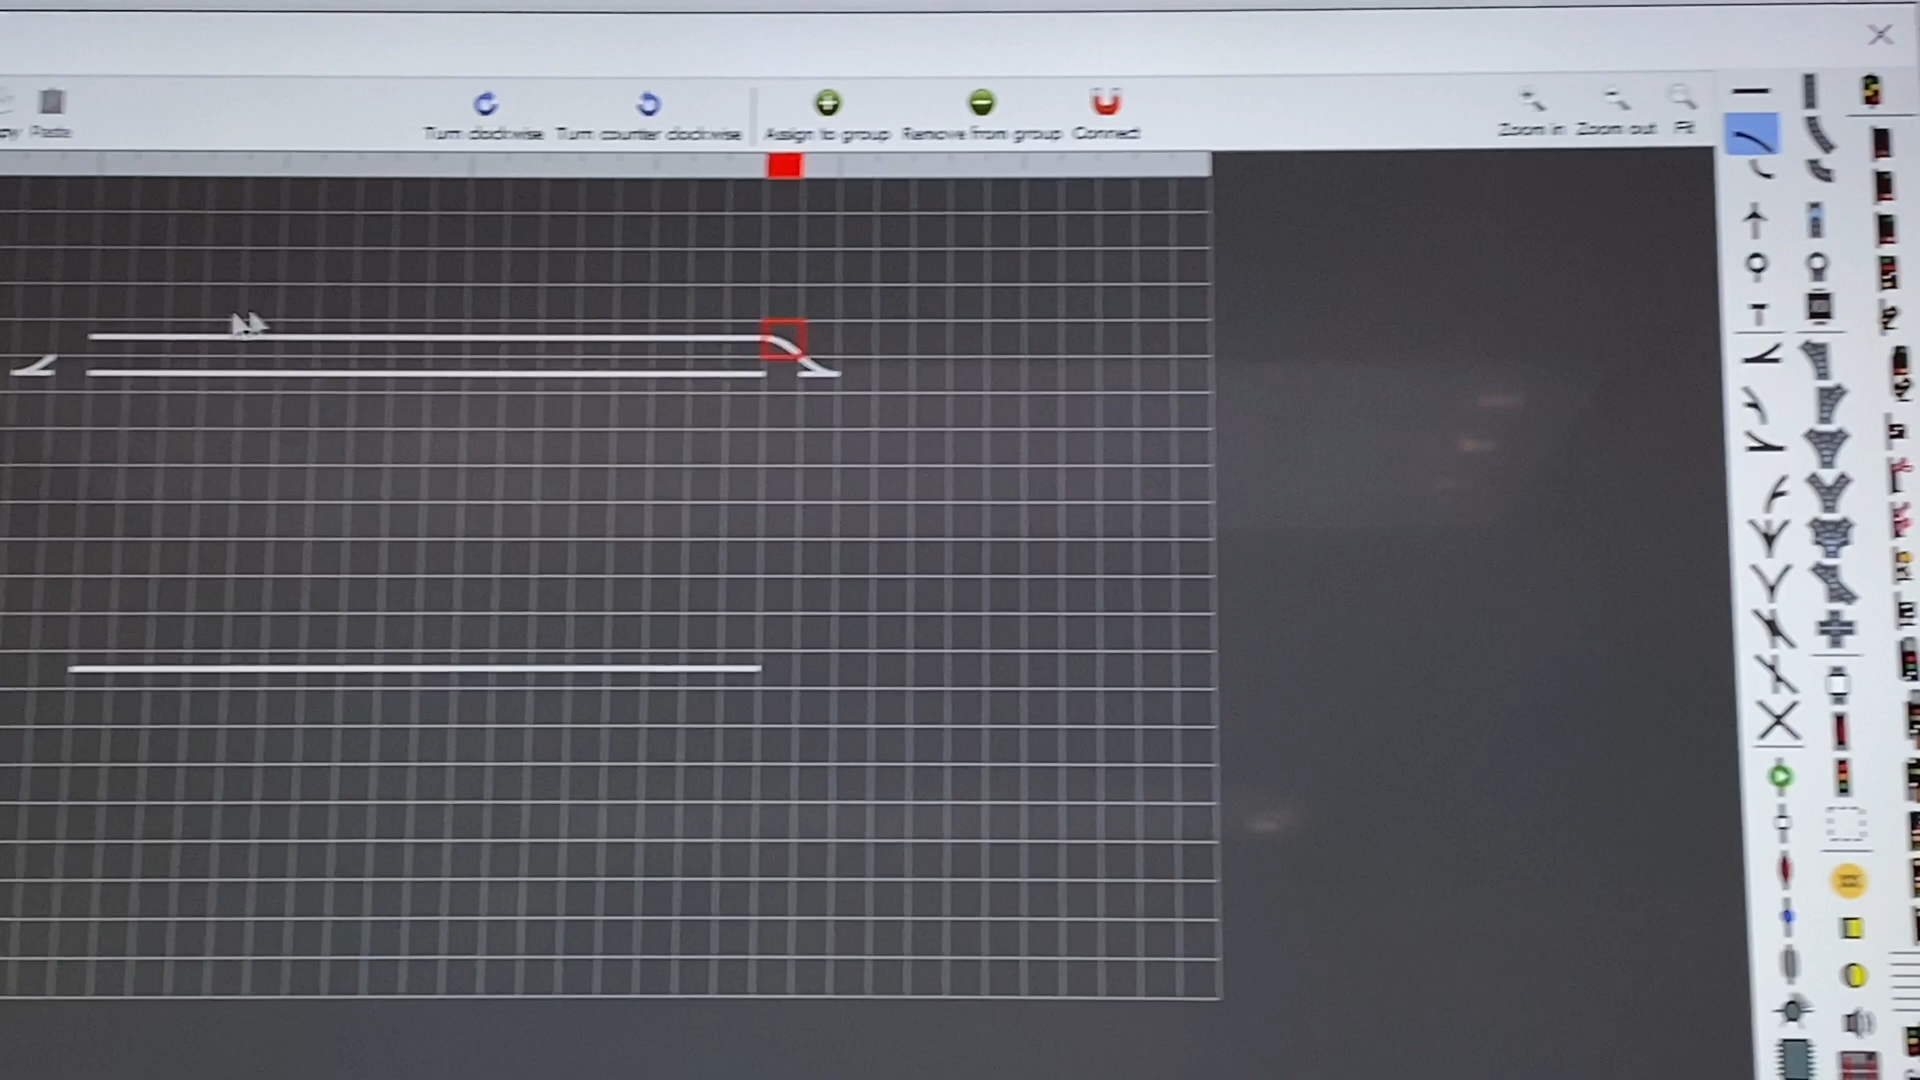 Paste Turn clockwise Turn counter clockwise Assign to group Remove from group Connect Zoom in Zoom out Fit